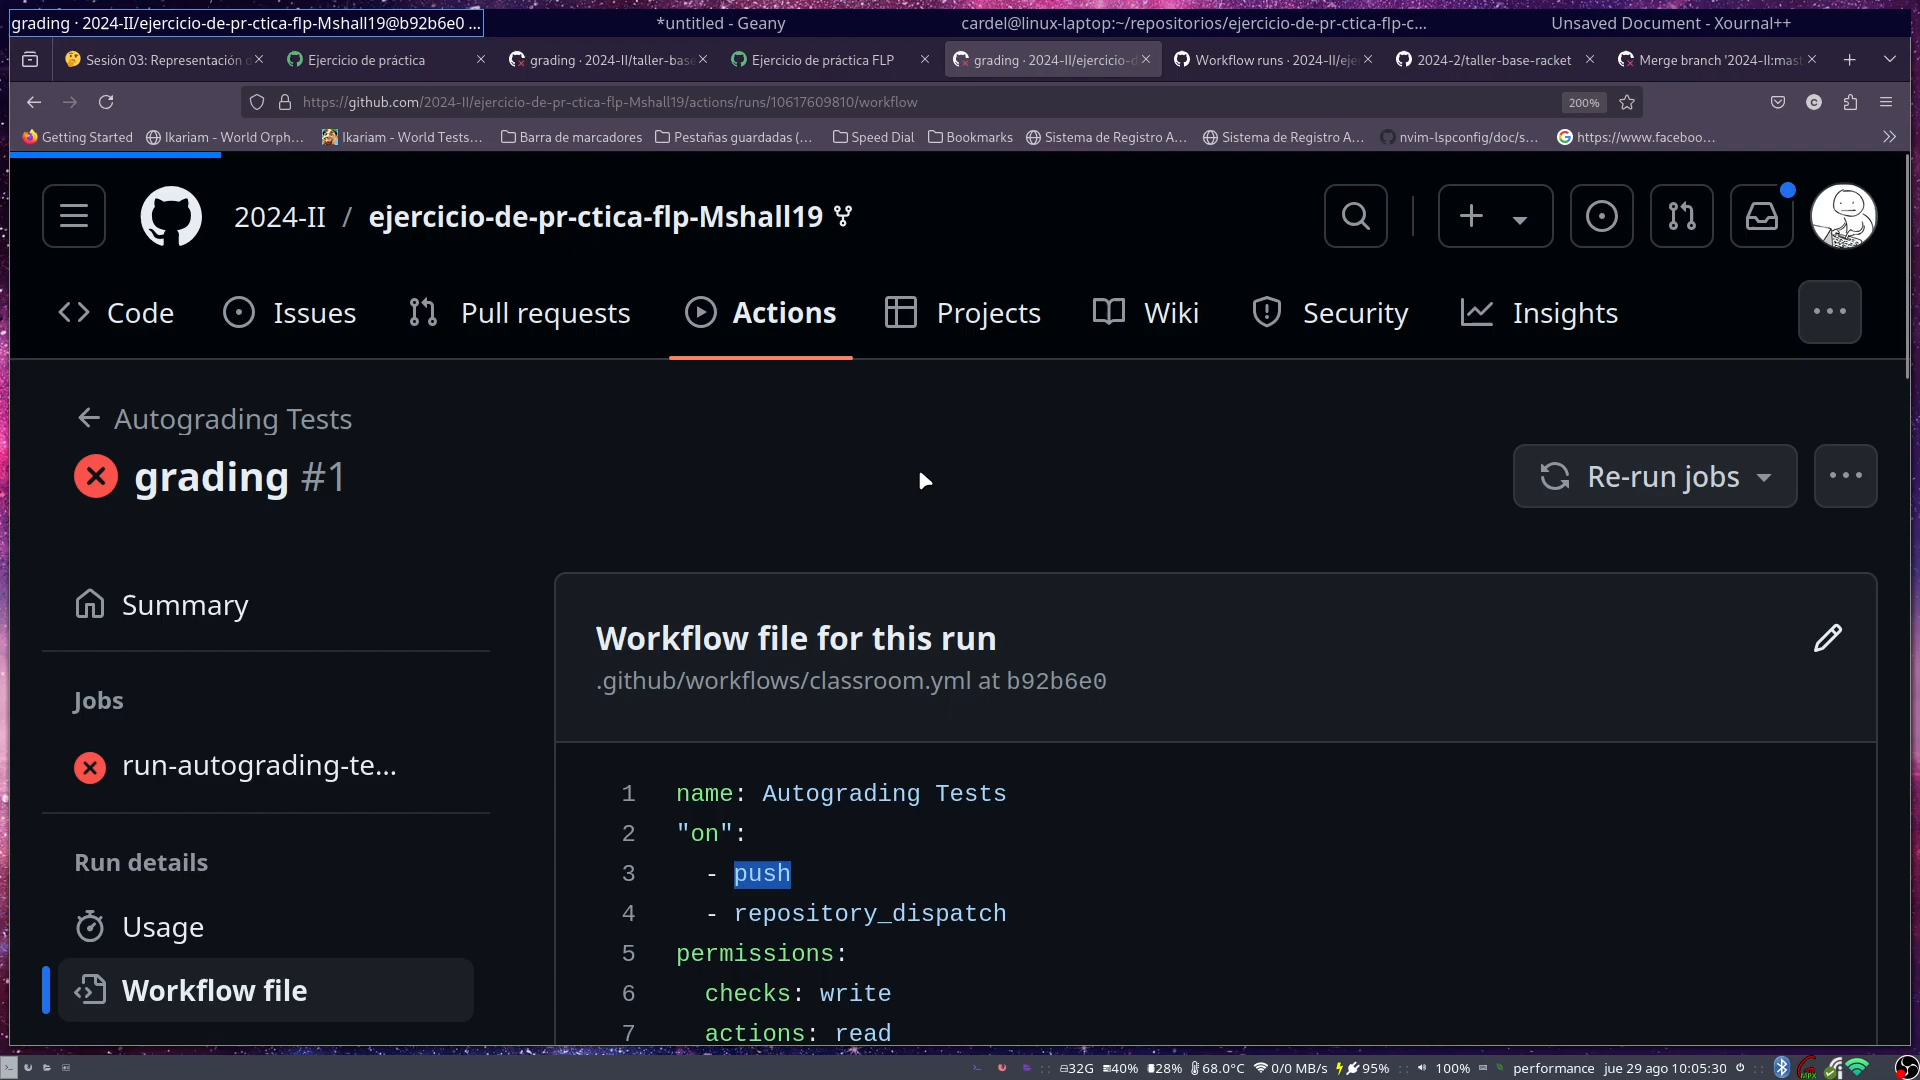 grading · 2024-II/ejercicio-de-pr-ctica-flp-Mshall19@b92b6e0 ...
*untitled - Geany
cardel@linux-laptop:~/repositorios/ejercicio-de-pr-ctica-flp-c...
Unsaved Document - Xournal++
Sesión 03: Representación d
Ejercicio de práctica
grading · 2024-II/taller-base
Ejercicio de práctica FLP
grading · 2024-II/ejercicio-d
Workflow runs · 2024-II/eje
2024-2/taller-base-racket
Merge branch '2024-II:mast
https://github.com/2024-II/ejercicio-de-pr-ctica-flp-Mshall19/actions/runs/10617609810/workflow
200%
Getting Started
Ikariam - World Orph...
Ikariam - World Tests...
Barra de marcadores
Pestañas guardadas (...
Speed Dial
Bookmarks
Sistema de Registro A...
Sistema de Registro A...
nvim-lspconfig/doc/s...
https://www.faceboo...
2024-II / ejercicio-de-pr-ctica-flp-Mshall19
Code
Issues
Pull requests
Actions
Projects
Wiki
Security
Insights
Autograding Tests
grading #1
Re-run jobs
Summary
Jobs
run-autograding-te...
Run details
Usage
Workflow file
Workflow file for this run
.github/workflows/classroom.yml at b92b6e0
1 name: Autograding Tests
2 "on":
3 - push
4 - repository_dispatch
5 permissions:
6 checks: write
7 actions: read
32G 40% 28% 68.0°C 0/0 MB/s 95% 100% performance jue 29 ago 10:05:30